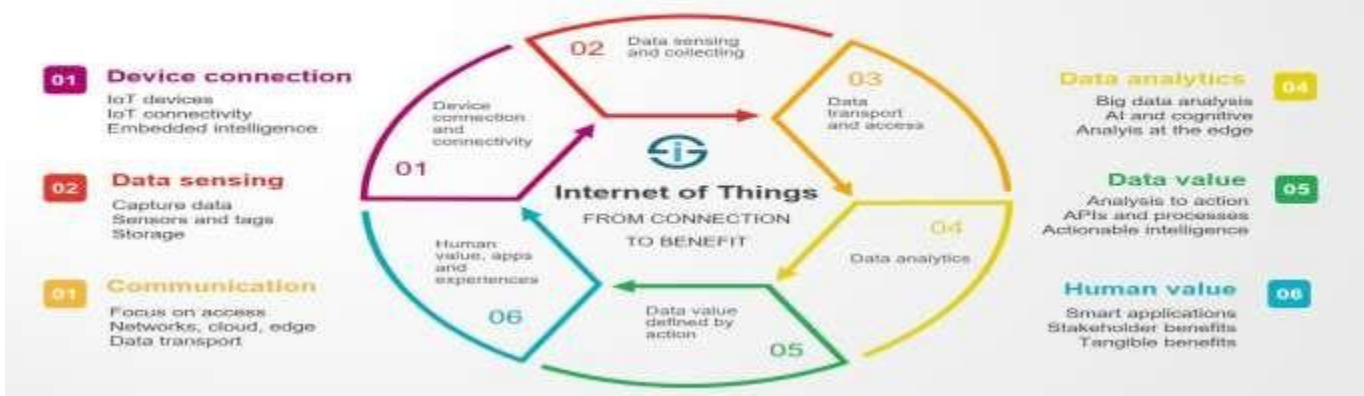 01 Device connection
IoT devices
IoT connectivity
Embedded intelligence
02 Data sensing
Capture data
Sensors and tags
Storage
01 Communication
Focus on access
Networks, cloud, edge
Data transport
01
Device
connection
and
connectivity
02
Data sensing
and collecting
03
Data
transport
and access
04
Data analytics
Data value
defined by
action
05
Human
value, apps
and
experiences
06
Internet of Things
FROM CONNECTION
TO BENEFIT
Data analytics 04
Big data analysis
AI and cognitive
Analyis at the edge
Data value 05
Analysis to action
APIs and processes
Actionable intelligence
Human value 06
Smart applications
Stakeholder benefits
Tangible benefits